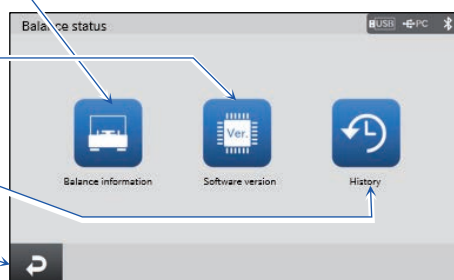 Balance status
USB
PC
Ver.
Balance information
Software version
History